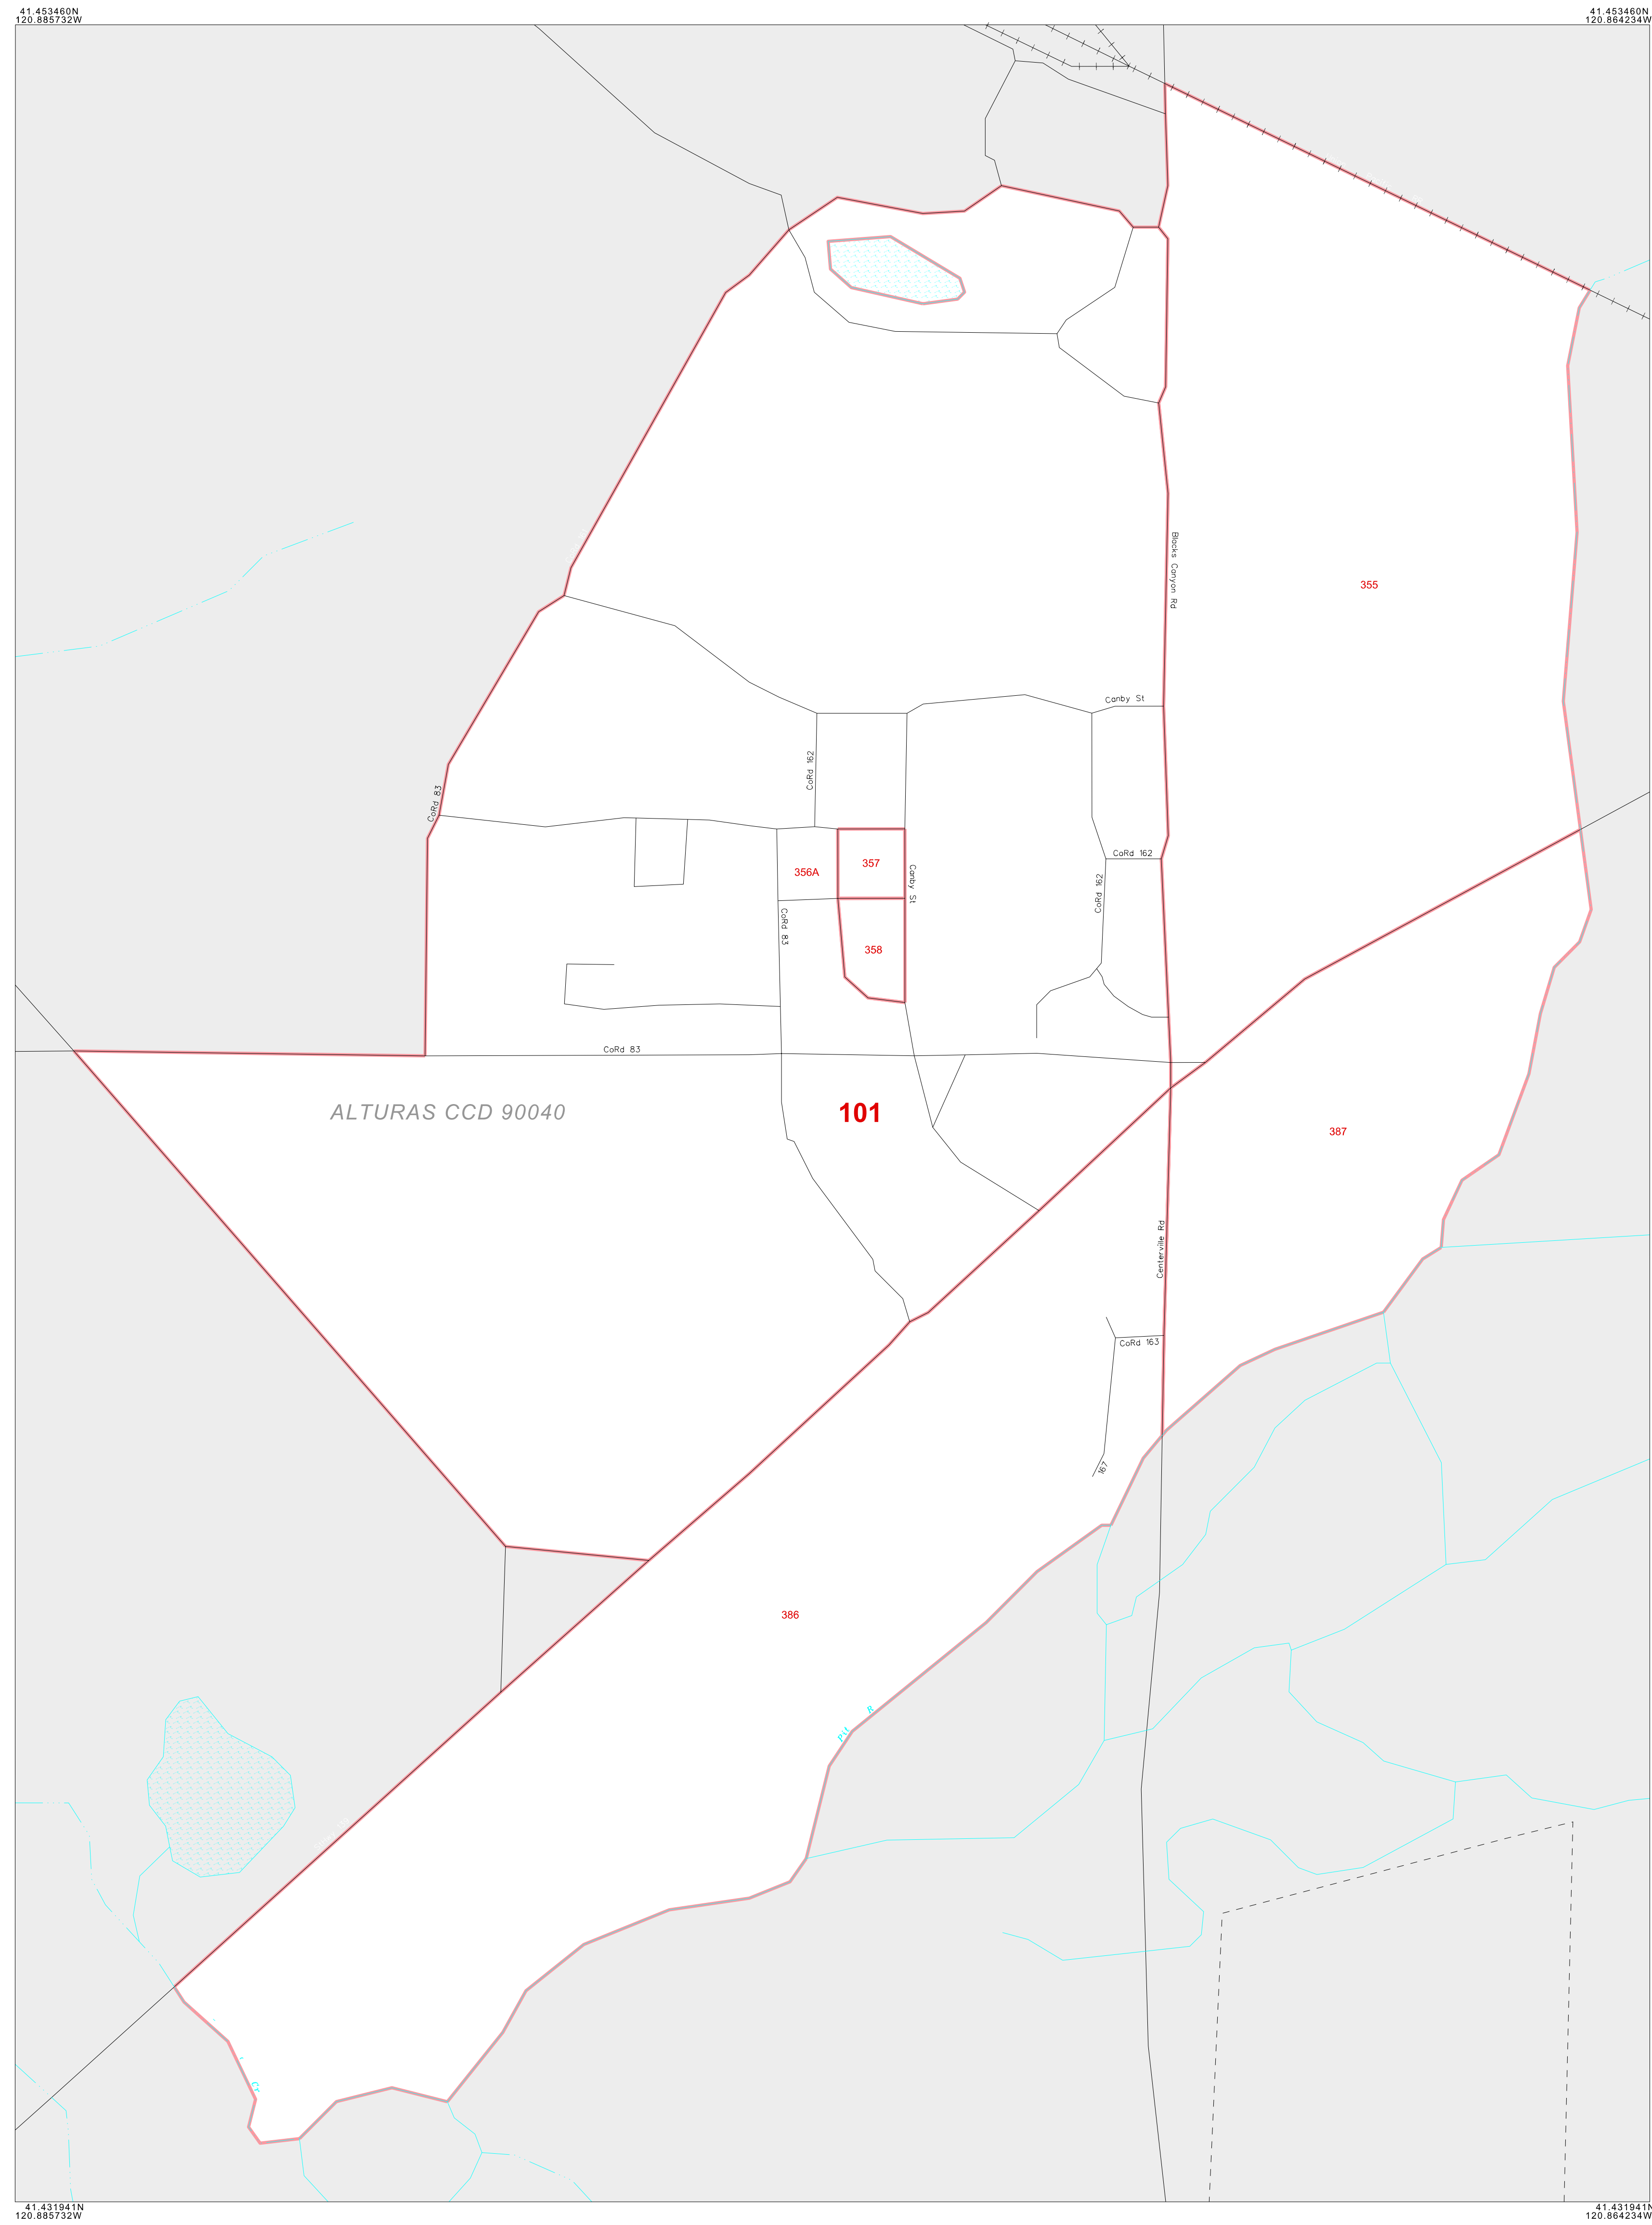 41.453460N
120.885732W
41.453460N
120.864234W
Blacks Canyon Rd
355
Canby St
CoRd 162
CoRd 83
CoRd 162
357
356A
Canby St
CoRd 162
CoRd 83
358
CoRd 83
ALTURAS CCD 90040
101
387
Centerville Rd
CoRd 163
167
386
Pit R
Cr
41.431941N
120.885732W
41.431941N
120.864234W